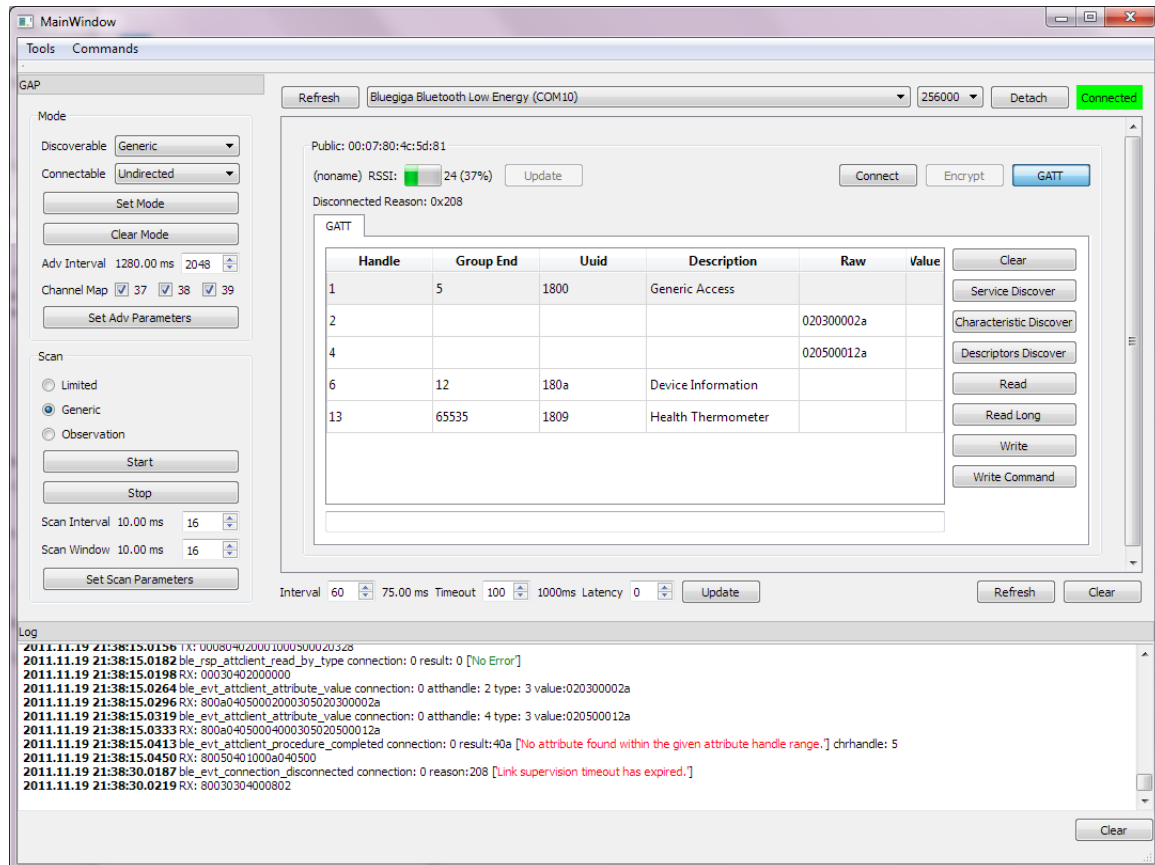 MainWindow
Tools Commands
GAP
Mode
Discoverable Generic
Connectable Undirected
Set Mode
Clear Mode
Adv Interval 1280.00 ms 2048
Channel Map 37 38 39
Set Adv Parameters
Scan
Limited
Generic
Observation
Start
Stop
Scan Interval 10.00 ms 16
Scan Window 10.00 ms 16
Set Scan Parameters
Refresh Bluegiga Bluetooth Low Energy (COM10) 256000 Detach Connected
Public: 00:07:80:4c:5d:81
(noname) RSSI: 24 (37%) Update Connect Encrypt GATT
Disconnected Reason: 0x208
GATT
Handle Group End Uuid Description Raw Value
1 5 1800 Generic Access
2 020300002a
4 020500012a
6 12 180a Device Information
13 65535 1809 Health Thermometer
Clear
Service Discover
Characteristic Discover
Descriptors Discover
Read
Read Long
Write
Write Command
Interval 60 75.00 ms Timeout 100 1000ms Latency 0 Update Refresh Clear
Log
2011.11.19 21:38:15.0156 TX: 000804020001000500020328
2011.11.19 21:38:15.0182 ble_rsp_attclient_read_by_type connection: 0 result: 0 ['No Error']
2011.11.19 21:38:15.0198 RX: 00030402000000
2011.11.19 21:38:15.0264 ble_evt_attclient_attribute_value connection: 0 atthandle: 2 type: 3 value:020300002a
2011.11.19 21:38:15.0296 RX: 800a04050002000305020300002a
2011.11.19 21:38:15.0319 ble_evt_attclient_attribute_value connection: 0 atthandle: 4 type: 3 value:020500012a
2011.11.19 21:38:15.0333 RX: 800a04050004000305020500012a
2011.11.19 21:38:15.0413 ble_evt_attclient_procedure_completed connection: 0 result:40a ['No attribute found within the given attribute handle range.'] chrhandle: 5
2011.11.19 21:38:15.0450 RX: 80050401000a040500
2011.11.19 21:38:30.0187 ble_evt_connection_disconnected connection: 0 reason:208 ['Link supervision timeout has expired.']
2011.11.19 21:38:30.0219 RX: 80030304000802
Clear